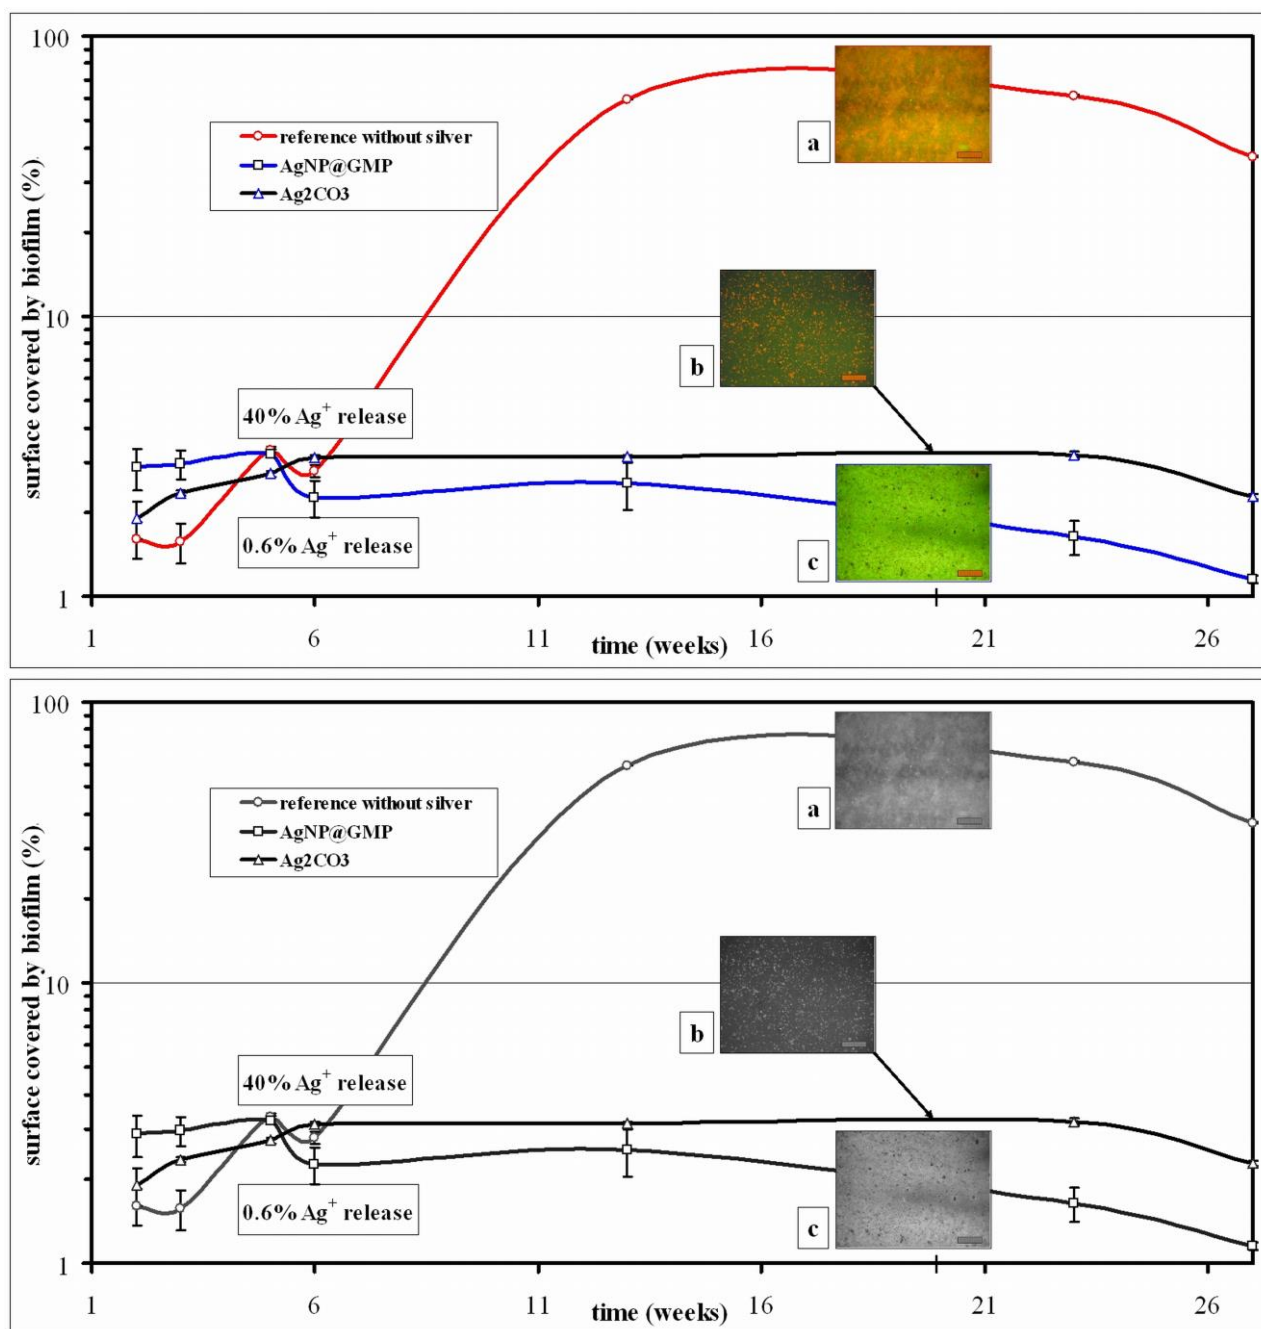 100
a
reference without silver
AgNP@GMP
Ag2CO3
surface covered by biofilm (%)
10
b
40% Ag⁺ release
0.6% Ag⁺ release
c
1
1 6 11 16 21 26
time (weeks)
100
a
reference without silver
AgNP@GMP
Ag2CO3
surface covered by biofilm (%)
10
b
40% Ag⁺ release
0.6% Ag⁺ release
c
1
1 6 11 16 21 26
time (weeks)